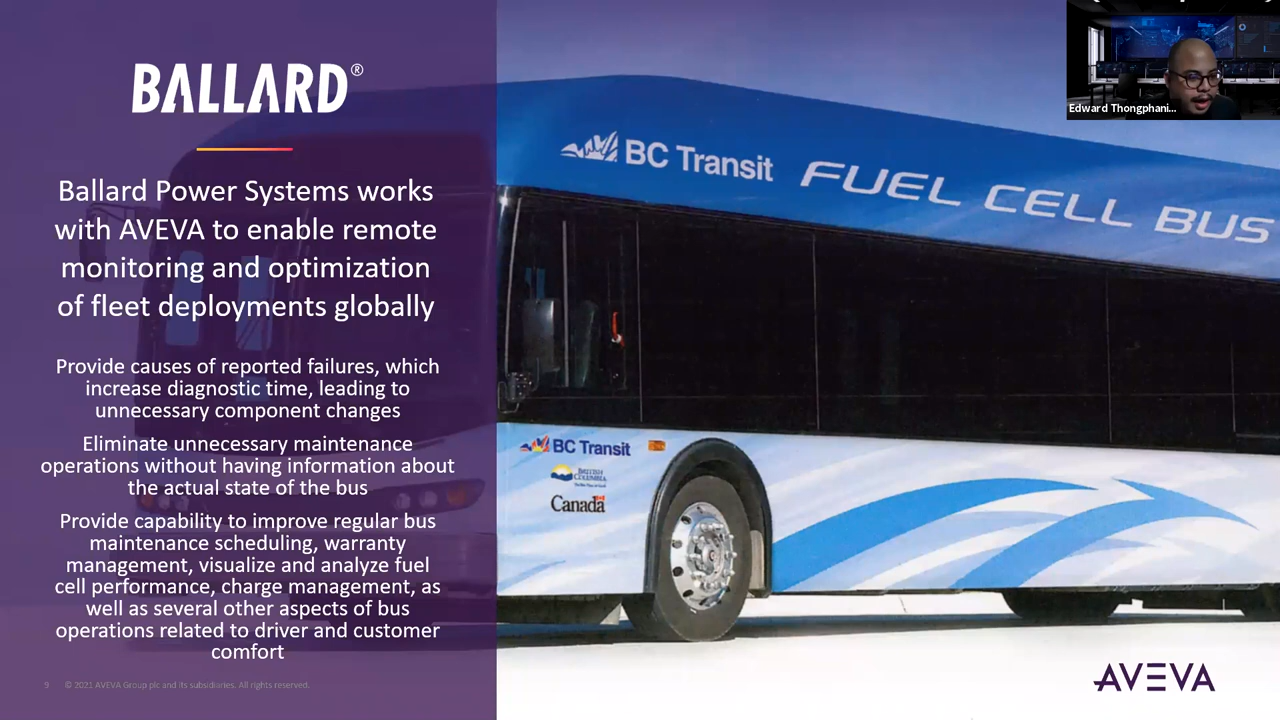 BALLARD®
Ballard Power Systems works
with AVEVA to enable remote
monitoring and optimization
of fleet deployments globally
Provide causes of reported failures, which
increase diagnostic time, leading to
unnecessary component changes
Eliminate unnecessary maintenance
operations without having information about
the actual state of the bus
Provide capability to improve regular bus
maintenance scheduling, warranty
management, visualize and analyze fuel
cell performance, charge management, as
well as several other aspects of bus
operations related to driver and customer
comfort
9 © 2021 AVEVA Group plc and its subsidiaries. All rights reserved.
BC Transit FUEL CELL BUS
BC Transit
BRITISH
COLUMBIA
Canada
Edward Thongphani...
AVEVA